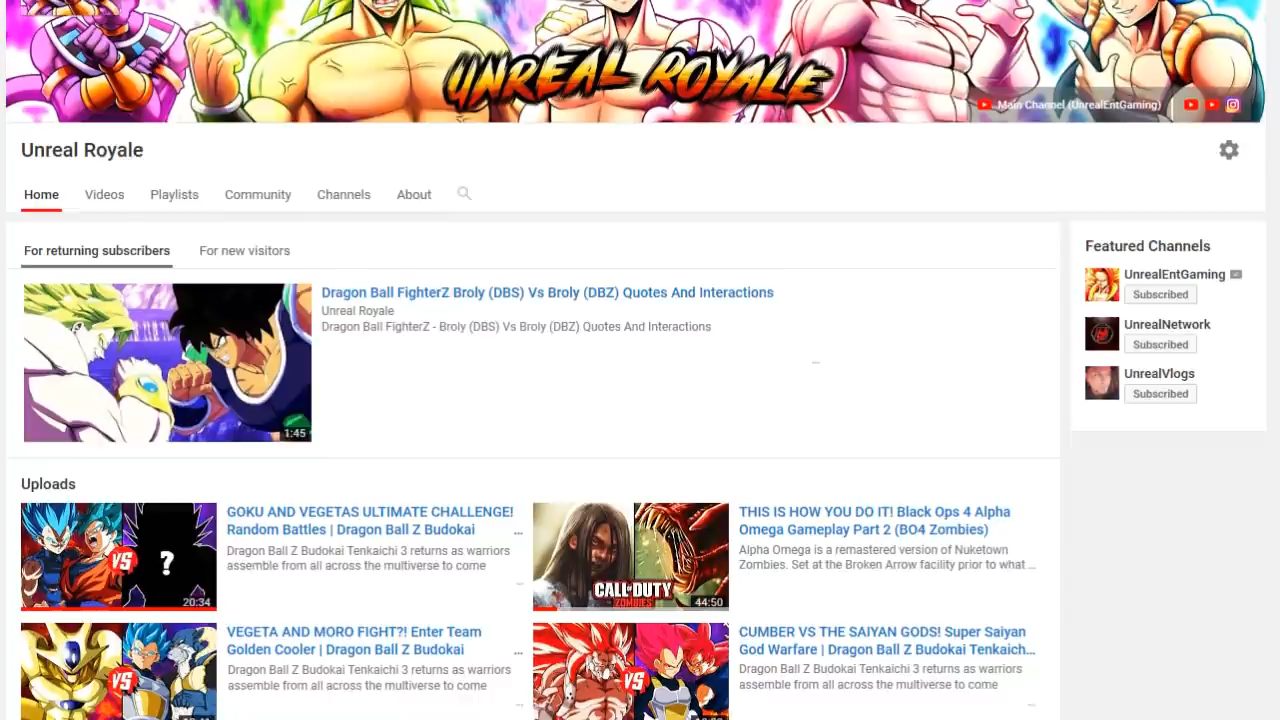 UNREAL ROYALE
Main Channel (UnrealEntGaming)
Unreal Royale
Home Videos Playlists Community Channels About
For returning subscribers For new visitors
Dragon Ball FighterZ Broly (DBS) Vs Broly (DBZ) Quotes And Interactions
Unreal Royale
Dragon Ball FighterZ - Broly (DBS) Vs Broly (DBZ) Quotes And Interactions
1:45
Featured Channels
UnrealEntGaming
Subscribed
UnrealNetwork
Subscribed
UnrealVlogs
Subscribed
Uploads
VS
?
20:34
GOKU AND VEGETAS ULTIMATE CHALLENGE!
Random Battles | Dragon Ball Z Budokai
Dragon Ball Z Budokai Tenkaichi 3 returns as warriors
assemble from all across the multiverse to come
CALL OF DUTY
ZOMBIES
44:50
THIS IS HOW YOU DO IT! Black Ops 4 Alpha
Omega Gameplay Part 2 (BO4 Zombies)
Alpha Omega is a remastered version of Nuketown
Zombies. Set at the Broken Arrow facility prior to what ...
VS
VEGETA AND MORO FIGHT?! Enter Team
Golden Cooler | Dragon Ball Z Budokai
Dragon Ball Z Budokai Tenkaichi 3 returns as warriors
assemble from all across the multiverse to come
VS
CUMBER VS THE SAIYAN GODS! Super Saiyan
God Warfare | Dragon Ball Z Budokai Tenkaich...
Dragon Ball Z Budokai Tenkaichi 3 returns as warriors
assemble from all across the multiverse to come